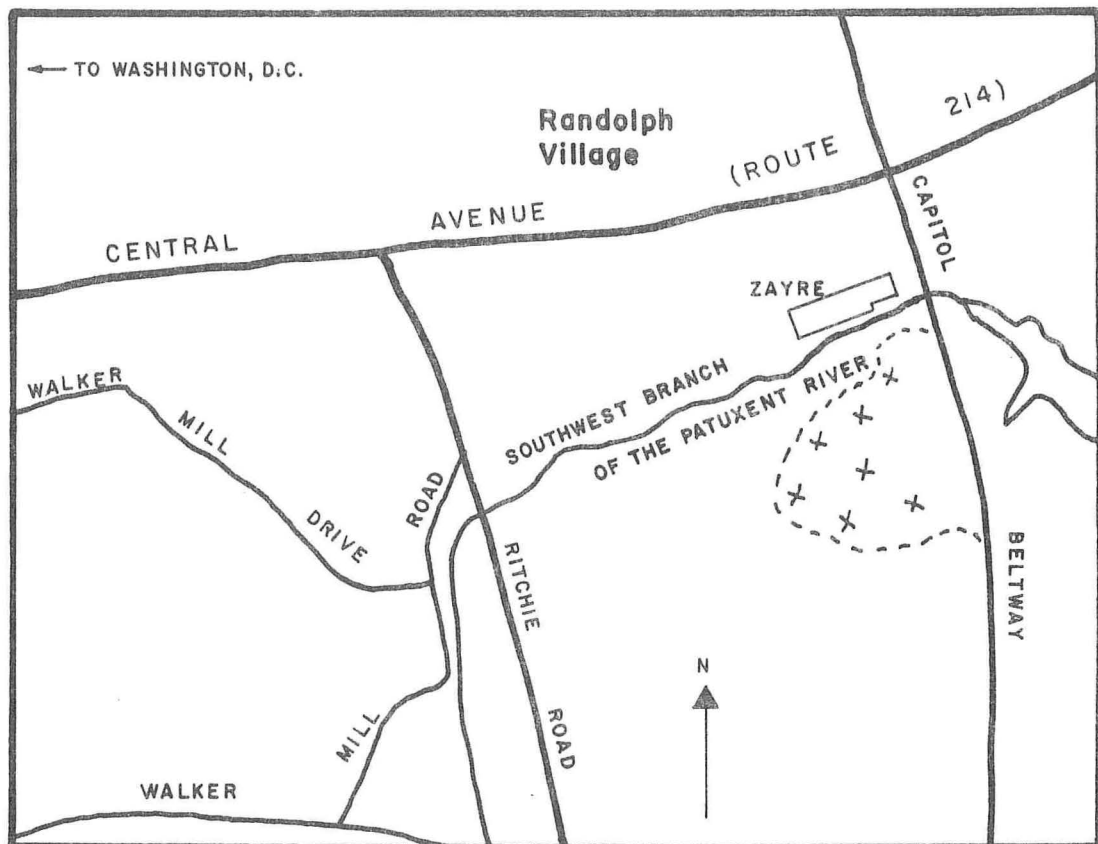 ← TO WASHINGTON, D.C.
Randolph
Village
CENTRAL AVENUE (ROUTE 214)
CAPITOL BELTWAY
ZAYRE
WALKER MILL DRIVE
SOUTHWEST BRANCH
OF THE PATUXENT RIVER
RITCHIE ROAD
WALKER MILL ROAD
N
X X X X X X X